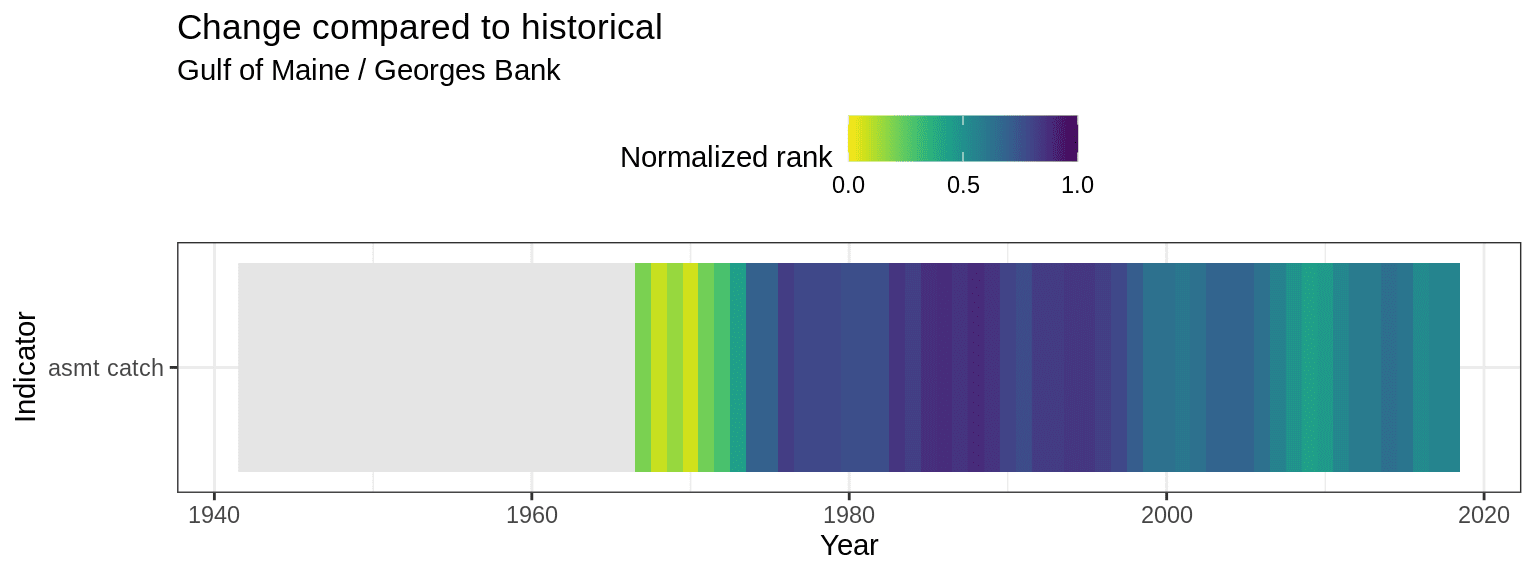 Change compared to historical
Gulf of Maine / Georges Bank
Normalized rank
0.0 0.5 1.0
Indicator
asmt catch
1940 1960 1980 2000 2020
Year